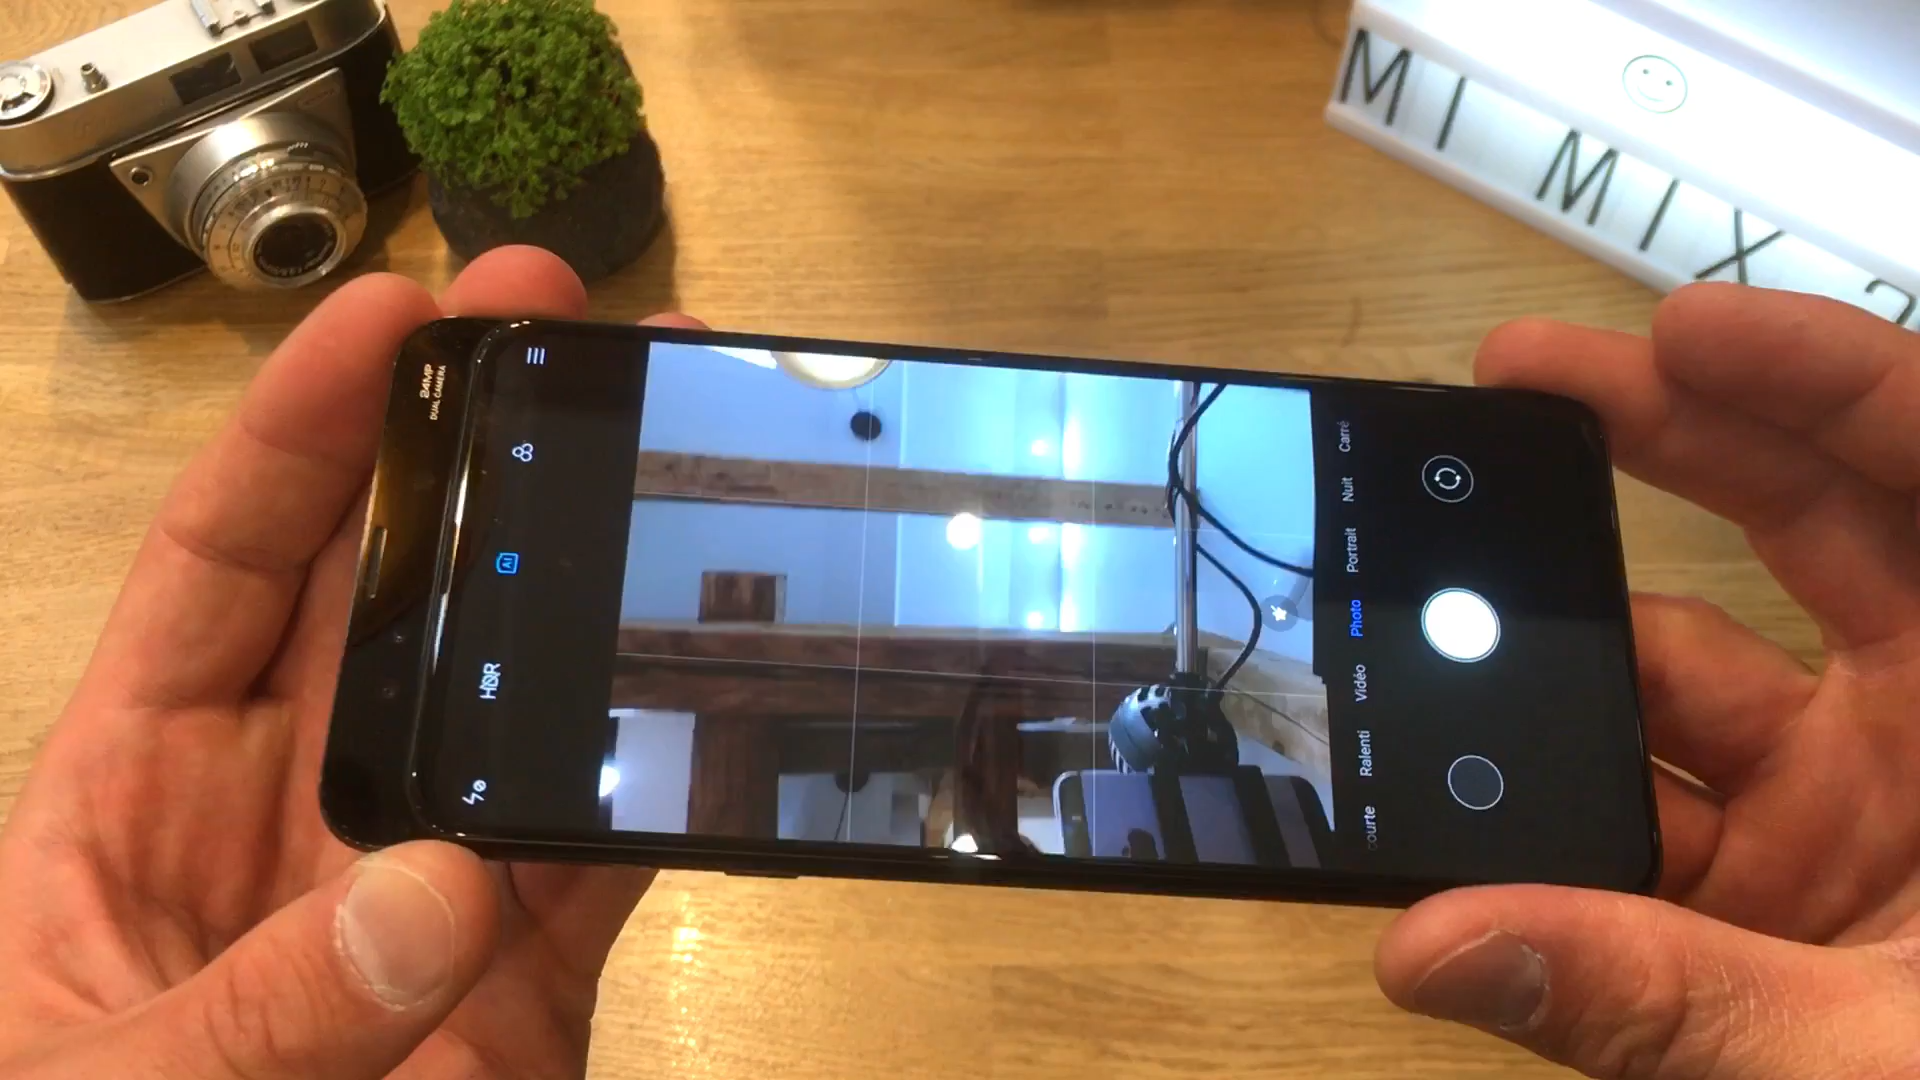 MI MIX
24MP
DUAL CAMERA
AI
HDR
Carré
Nuit
Portrait
Photo
Vidéo
Ralenti
courte